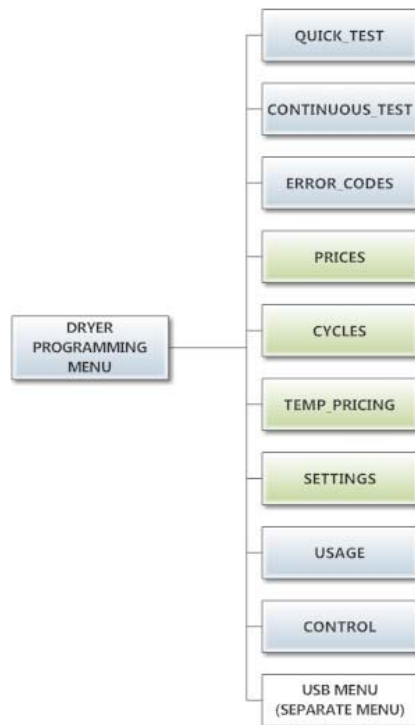 QUICK_TEST
CONTINUOUS_TEST
ERROR_CODES
PRICES
DRYER
PROGRAMMING
MENU
CYCLES
TEMP_PRICING
SETTINGS
USAGE
CONTROL
USB MENU
(SEPARATE MENU)